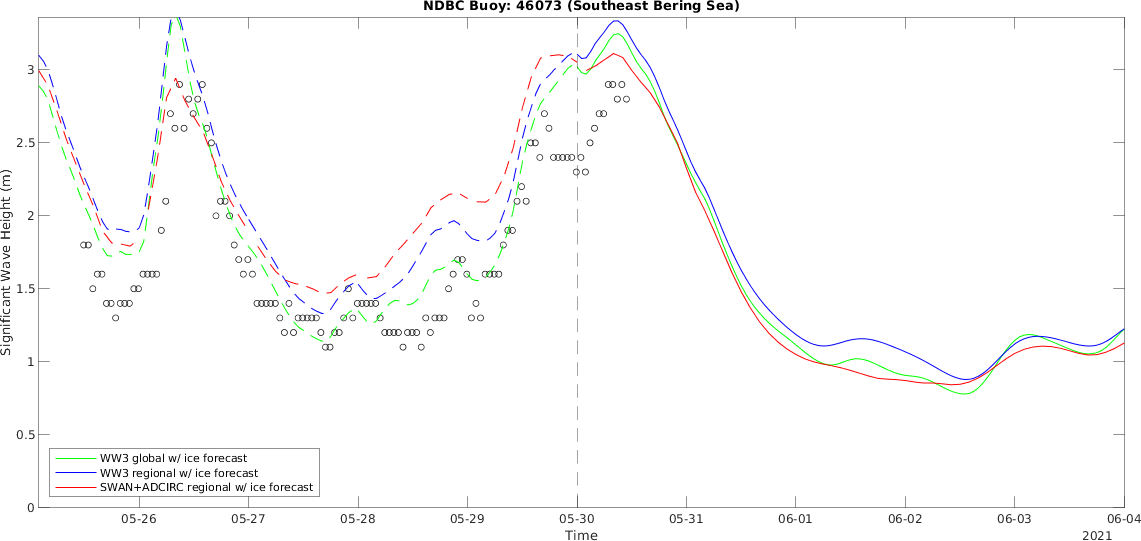 NDBC Buoy: 46073 (Southeast Bering Sea)
Significant Wave Height (m)
3
2.5
2
1.5
1
0.5
0
WW3 global w/ ice forecast
WW3 regional w/ ice forecast
SWAN+ADCIRC regional w/ ice forecast
05-26 05-27 05-28 05-29 05-30 05-31 06-01 06-02 06-03 06-04
Time
2021